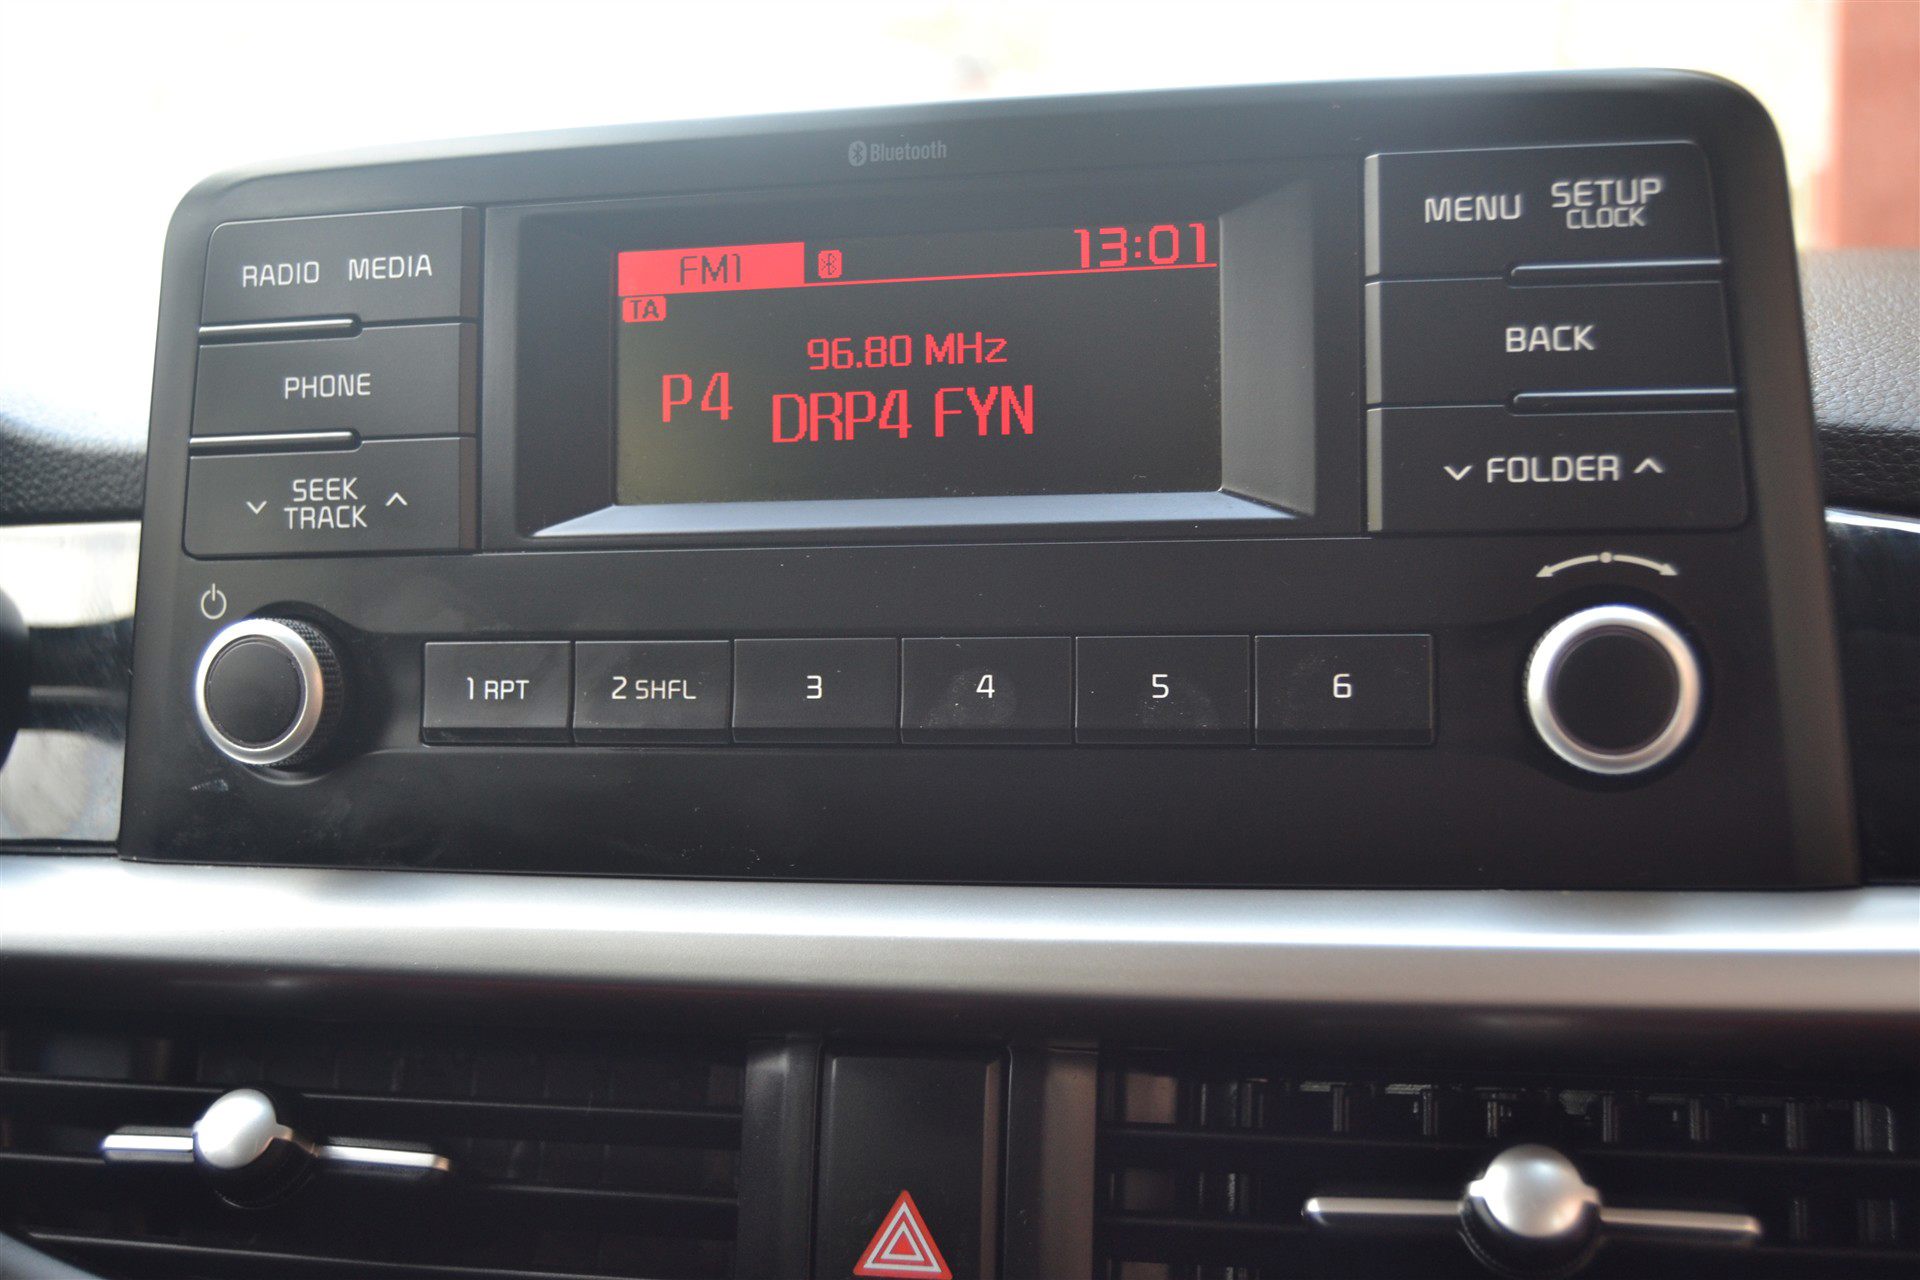 Bluetooth
RADIO MEDIA
PHONE
SEEK
TRACK
FM1 13:01
TA
96.80 MHz
P4 DRP4 FYN
MENU SETUP
CLOCK
BACK
FOLDER
1 RPT 2 SHFL 3 4 5 6